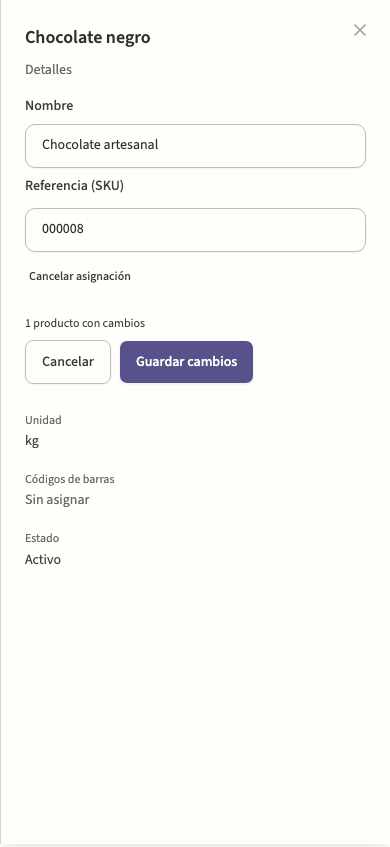 Chocolate negro
Detalles
Nombre
Chocolate artesanal
Referencia (SKU)
000008
Cancelar asignación
1 producto con cambios
Cancelar
Guardar cambios
Unidad
kg
Códigos de barras
Sin asignar
Estado
Activo